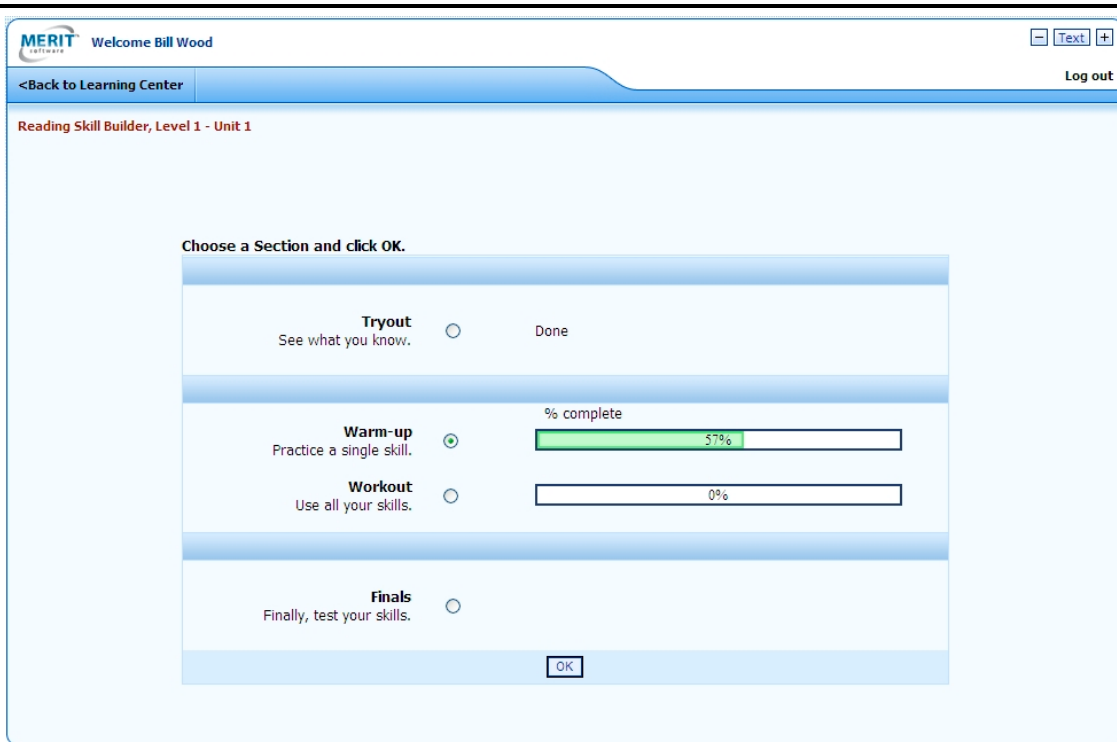 MERIT Welcome Bill Wood
software
- Text +
<Back to Learning Center
Log out
Reading Skill Builder, Level 1 - Unit 1
Choose a Section and click OK.
Tryout
See what you know.
Done
% complete
Warm-up
Practice a single skill.
57%
Workout
Use all your skills.
0%
Finals
Finally, test your skills.
OK